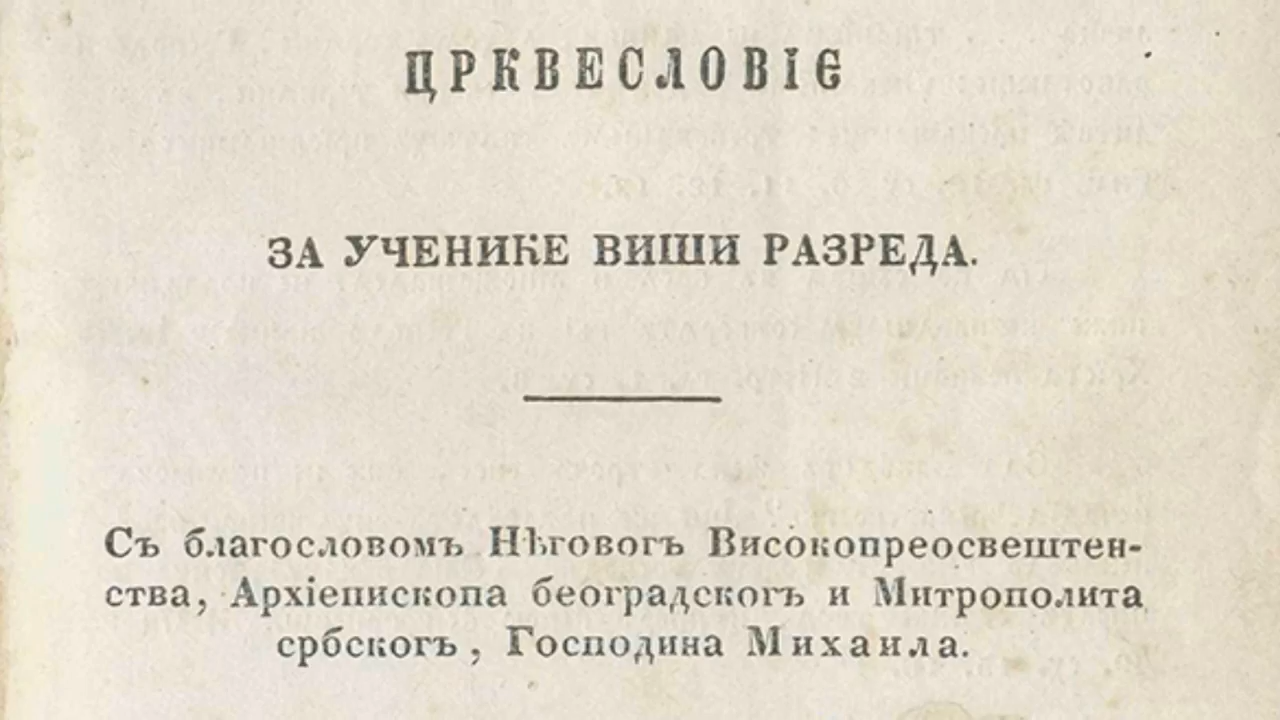 ЦРКВЕСЛОВІЕ
ЗА УЧЕНИКЕ ВИШИ РАЗРЕДА.
Съ благословомъ Нѣговогъ Високопреосвештен-
ства, Архіепископа београдскогъ и Митрополита
србскогъ, Господина Михаила.